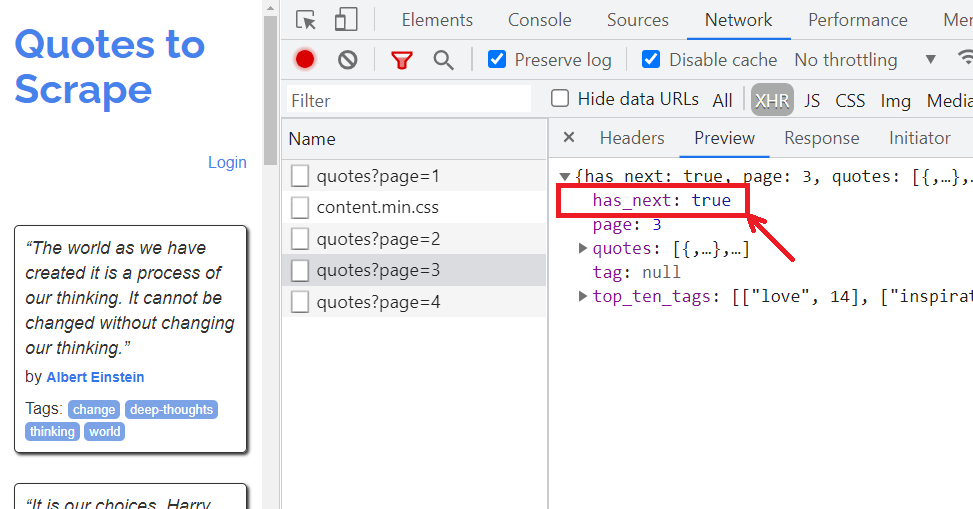 Quotes to
Scrape
Login
“The world as we have
created it is a process of
our thinking. It cannot be
changed without changing
our thinking.”
by Albert Einstein
Tags: change deep-thoughts
thinking world
“It is our choices, Harry,
Elements Console Sources Network Performance Mem
Preserve log Disable cache No throttling
Filter Hide data URLs All XHR JS CSS Img Media
Name
quotes?page=1
content.min.css
quotes?page=2
quotes?page=3
quotes?page=4
× Headers Preview Response Initiator
{has_next: true, page: 3, quotes: [{,…},…
has_next: true
page: 3
quotes: [{,…},…]
tag: null
top_ten_tags: [["love", 14], ["inspirat